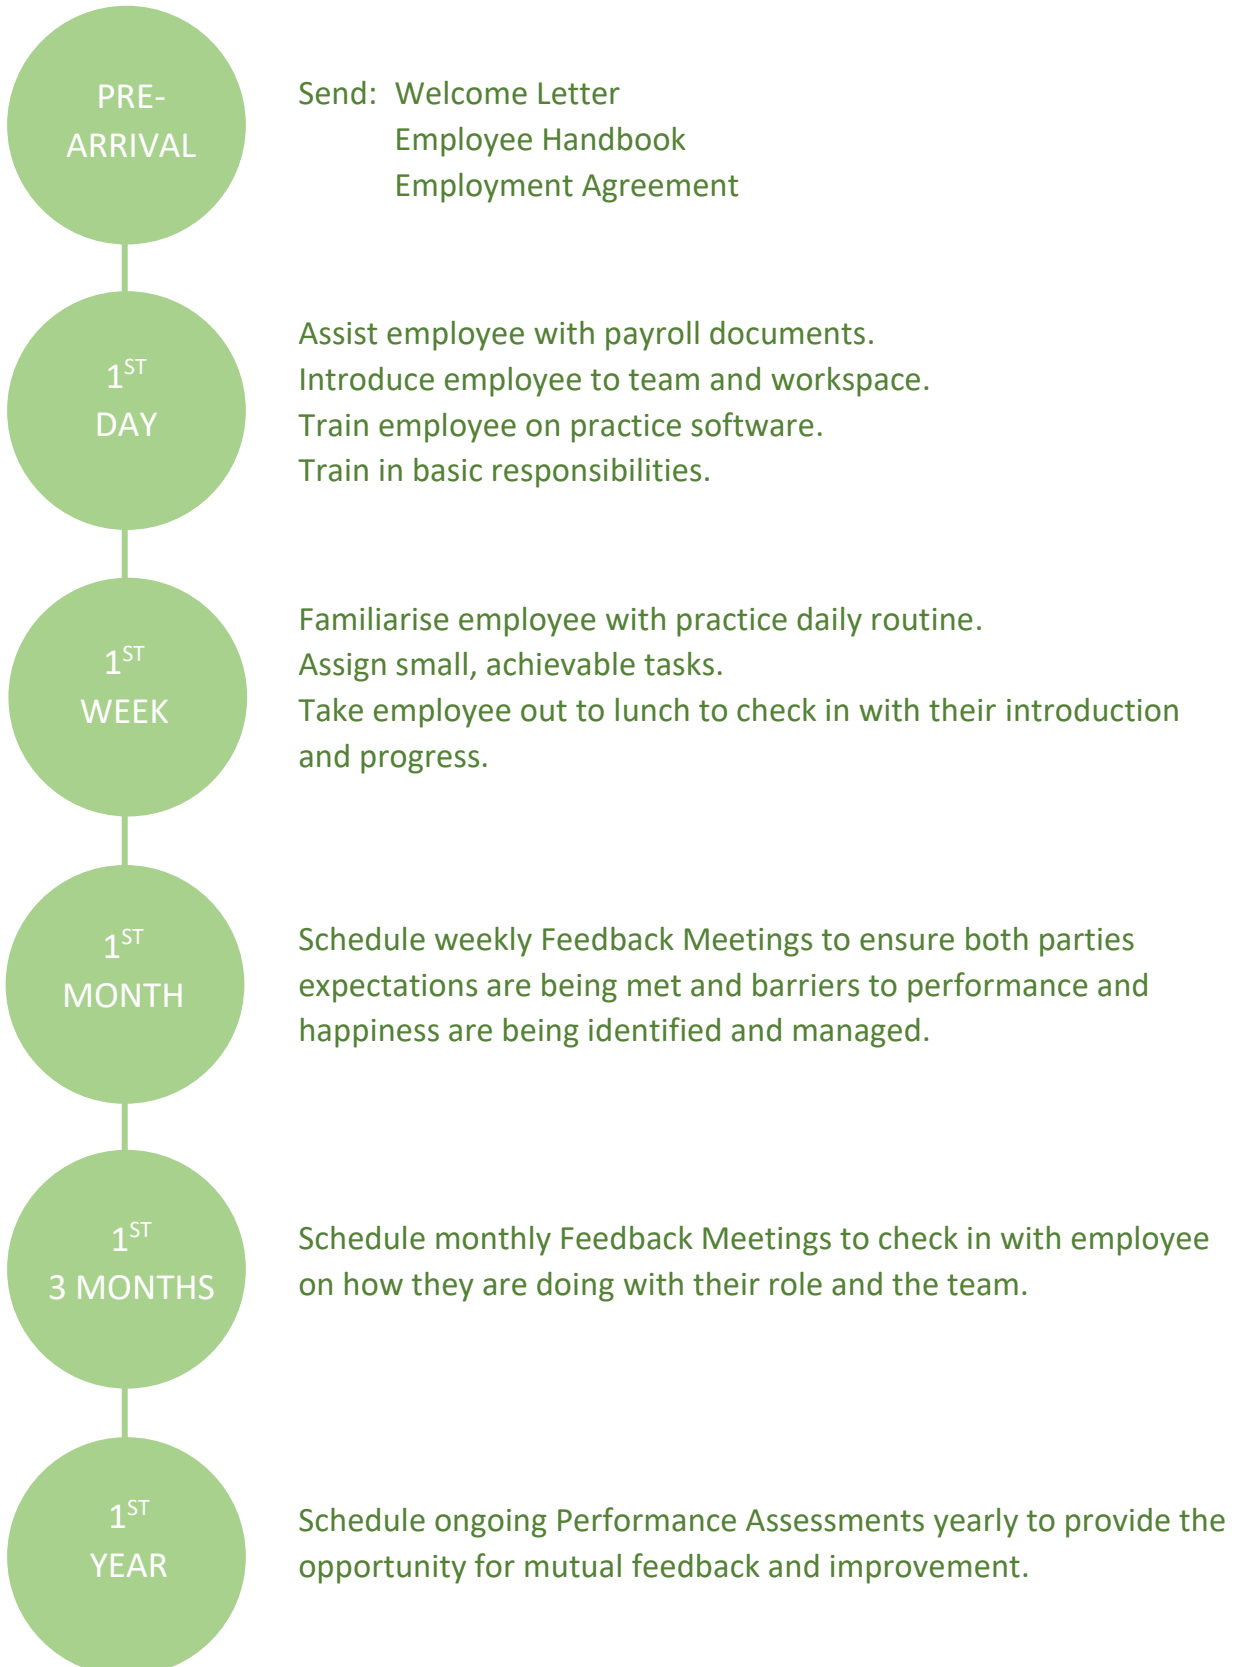 PRE-
ARRIVAL
Send: Welcome Letter
Employee Handbook
Employment Agreement
1ST
DAY
Assist employee with payroll documents.
Introduce employee to team and workspace.
Train employee on practice software.
Train in basic responsibilities.
1ST
WEEK
Familiarise employee with practice daily routine.
Assign small, achievable tasks.
Take employee out to lunch to check in with their introduction
and progress.
1ST
MONTH
Schedule weekly Feedback Meetings to ensure both parties
expectations are being met and barriers to performance and
happiness are being identified and managed.
1ST
3 MONTHS
Schedule monthly Feedback Meetings to check in with employee
on how they are doing with their role and the team.
1ST
YEAR
Schedule ongoing Performance Assessments yearly to provide the
opportunity for mutual feedback and improvement.